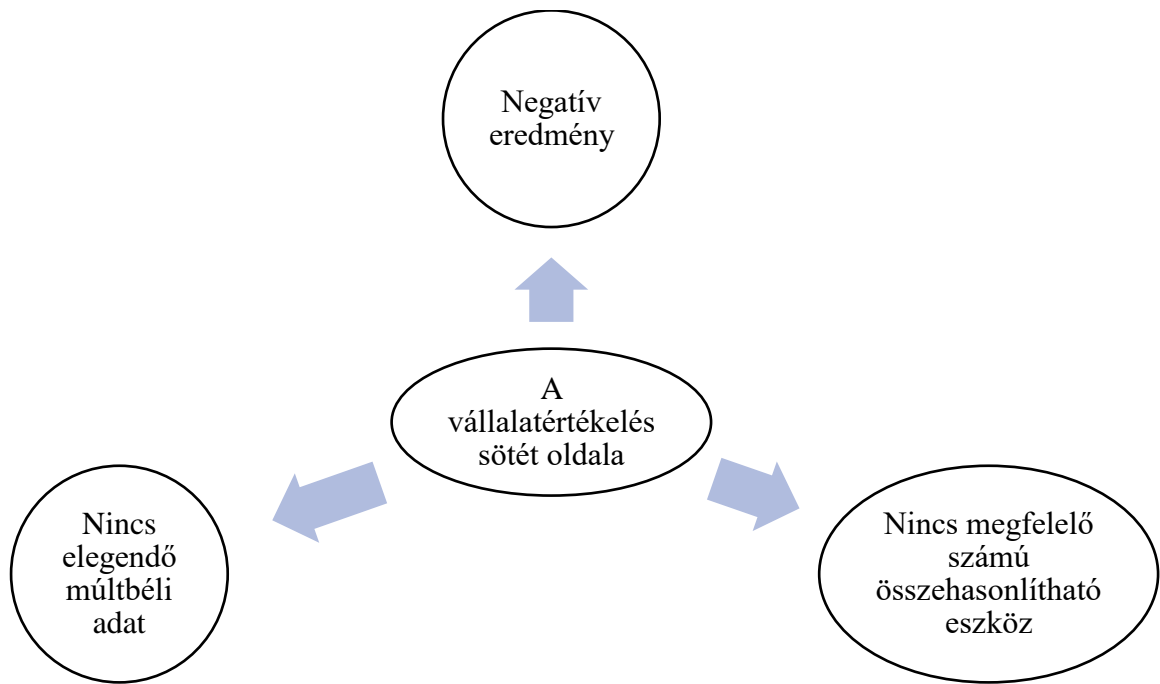 Negatív
eredmény
A
vállalatértékelés
sötét oldala
Nincs
elegendő
múltbéli
adat
Nincs megfelelő
számú
összehasonlítható
eszköz